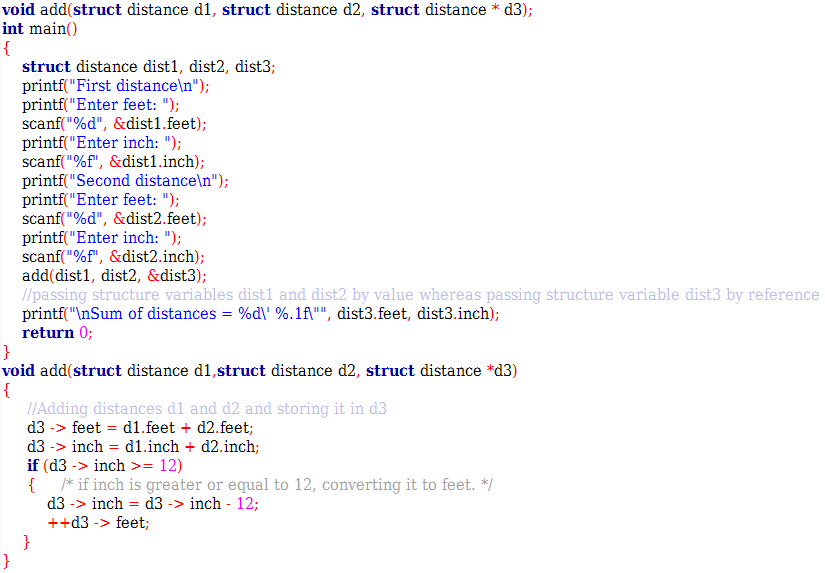 void add(struct distance d1, struct distance d2, struct distance * d3);
int main()
{
struct distance dist1, dist2, dist3;
printf("First distance\n");
printf("Enter feet: ");
scanf("%d", &dist1.feet);
printf("Enter inch: ");
scanf("%f", &dist1.inch);
printf("Second distance\n");
printf("Enter feet: ");
scanf("%d", &dist2.feet);
printf("Enter inch: ");
scanf("%f", &dist2.inch);
add(dist1, dist2, &dist3);
//passing structure variables dist1 and dist2 by value whereas passing structure variable dist3 by reference
printf("\nSum of distances = %d\' %.1f\"", dist3.feet, dist3.inch);
return 0;
}
void add(struct distance d1,struct distance d2, struct distance *d3)
{
//Adding distances d1 and d2 and storing it in d3
d3 -> feet = d1.feet + d2.feet;
d3 -> inch = d1.inch + d2.inch;
if (d3 -> inch >= 12)
{ /* if inch is greater or equal to 12, converting it to feet. */
d3 -> inch = d3 -> inch - 12;
++d3 -> feet;
}
}